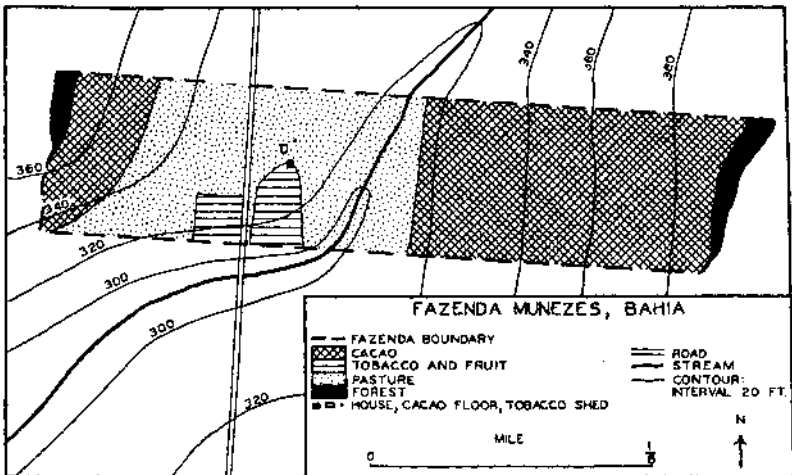 340
360
380
360
340
320
300
300
320
FAZENDA MUNEZES, BAHIA
FAZENDA BOUNDARY
CACAO
TOBACCO AND FRUIT
PASTURE
FOREST
HOUSE, CACAO FLOOR, TOBACCO SHED
ROAD
STREAM
CONTOUR:
INTERVAL 20 FT.
MILE
0
N